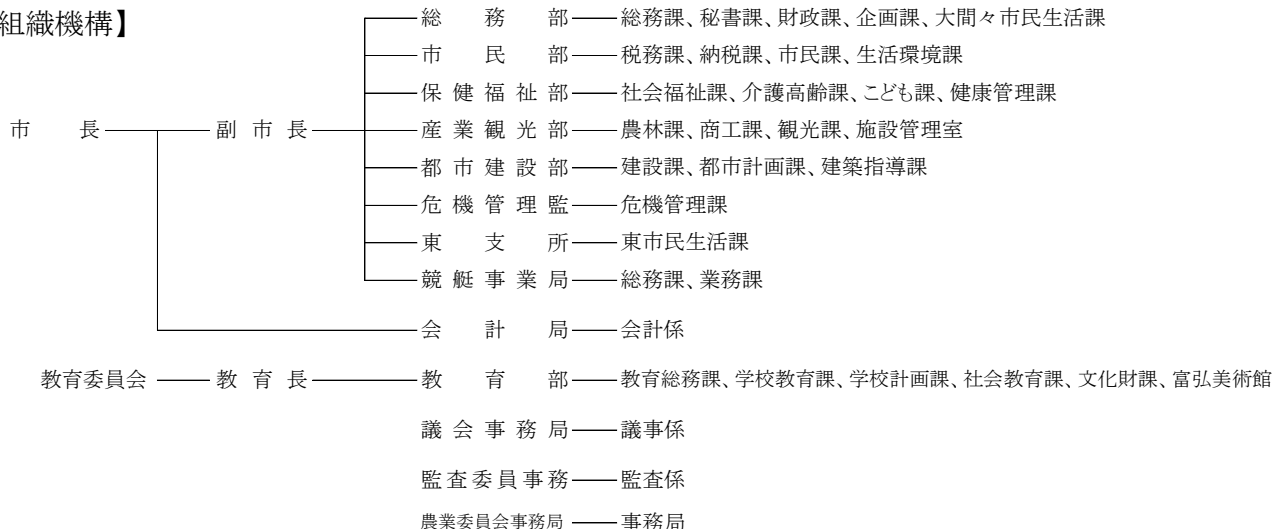 組織機構】
総務部 総務課、秘書課、財政課、企画課、大間々市民生活課
市民部 税務課、納税課、市民課、生活環境課
保健福祉部 社会福祉課、介護高齢課、こども課、健康管理課
市長 副市長 産業観光部 農林課、商工課、観光課、施設管理室
都市建設部 建設課、都市計画課、建築指導課
危機管理監 危機管理課
東支所 東市民生活課
競艇事業局 総務課、業務課
会計局 会計係
教育委員会 教育長 教育部 教育総務課、学校教育課、学校計画課、社会教育課、文化財課、富弘美術館
議会事務局 議事係
監査委員事務 監査係
農業委員会事務局 事務局